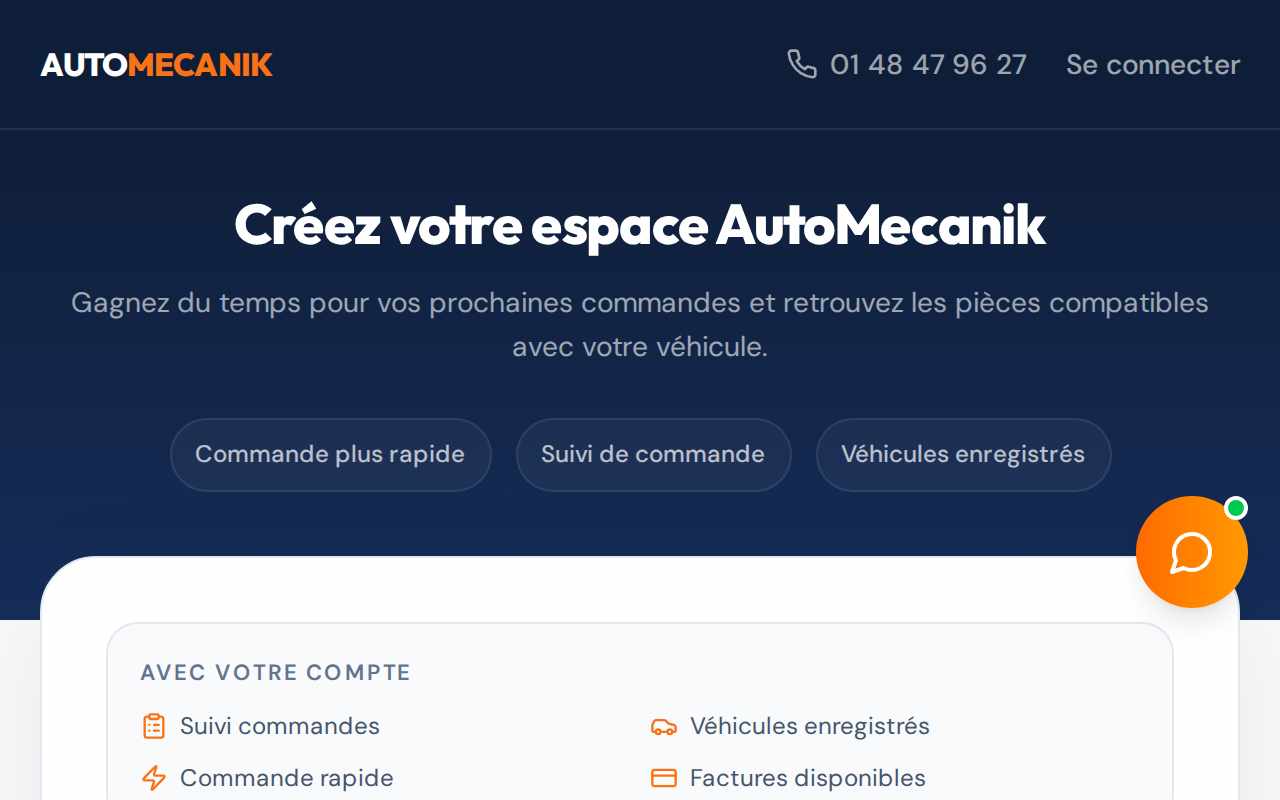 AUTOMECANIK
01 48 47 96 27
Se connecter
Créez votre espace AutoMecanik
Gagnez du temps pour vos prochaines commandes et retrouvez les pièces compatibles
avec votre véhicule.
Commande plus rapide
Suivi de commande
Véhicules enregistrés
AVEC VOTRE COMPTE
Suivi commandes
Véhicules enregistrés
Commande rapide
Factures disponibles